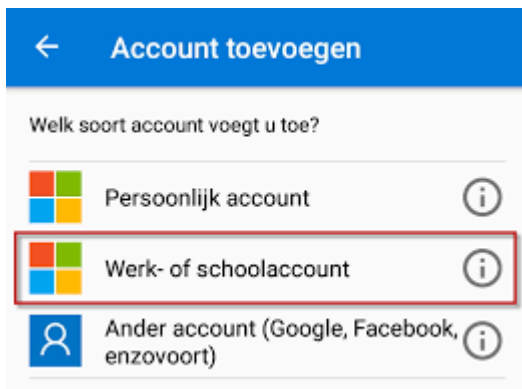 Account toevoegen
Welk soort account voegt u toe?
Persoonlijk account
Werk- of schoolaccount
Ander account (Google, Facebook,
enzovoort)